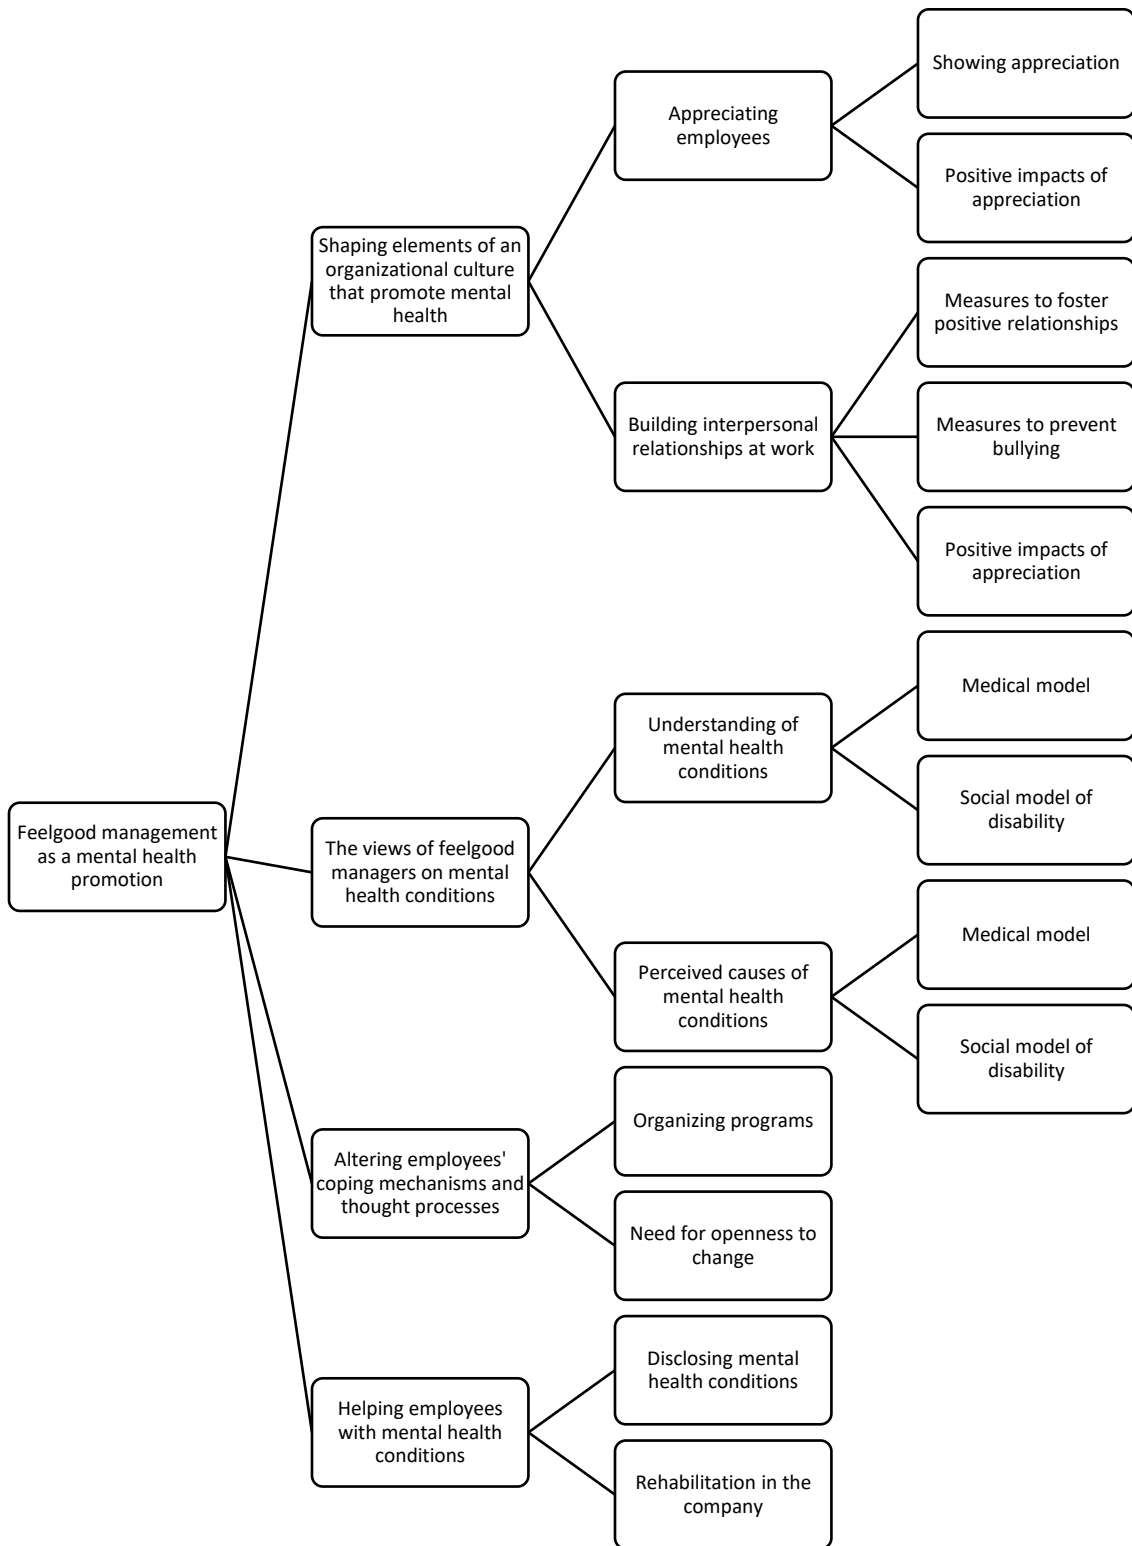 Feelgood management
as a mental health
promotion
Shaping elements of an
organizational culture
that promote mental
health
Appreciating
employees
Showing appreciation
Positive impacts of
appreciation
Building interpersonal
relationships at work
Measures to foster
positive relationships
Measures to prevent
bullying
Positive impacts of
appreciation
The views of feelgood
managers on mental
health conditions
Understanding of
mental health
conditions
Medical model
Social model of
disability
Perceived causes of
mental health
conditions
Medical model
Social model of
disability
Altering employees'
coping mechanisms and
thought processes
Organizing programs
Need for openness to
change
Helping employees
with mental health
conditions
Disclosing mental
health conditions
Rehabilitation in the
company